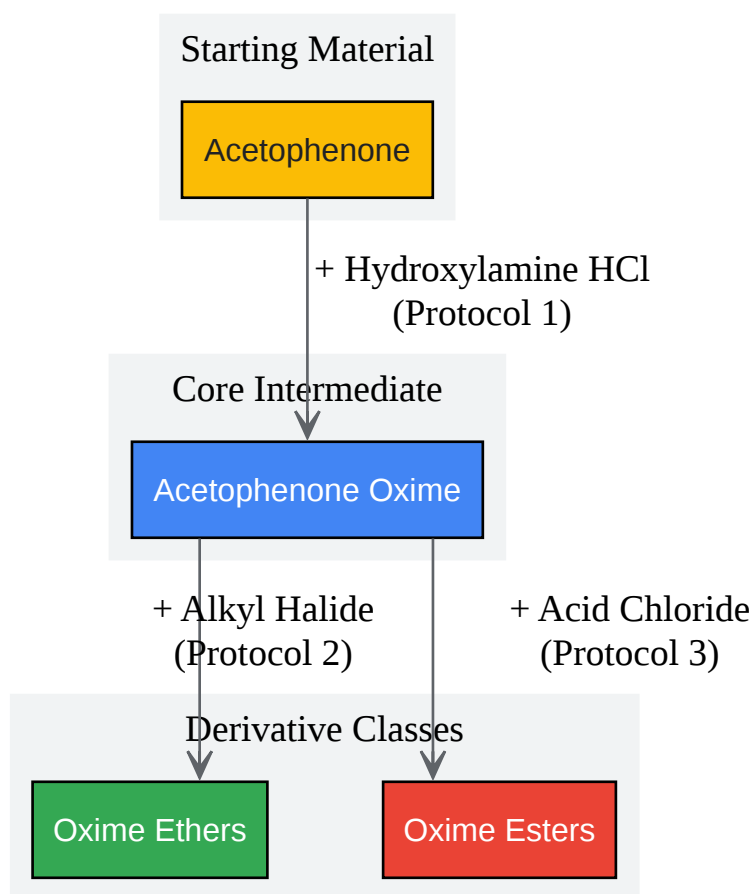 Starting Material
Acetophenone
+ Hydroxylamine HCl
(Protocol 1)
Core Intermediate
Acetophenone Oxime
+ Alkyl Halide
(Protocol 2)
+ Acid Chloride
(Protocol 3)
Derivative Classes
Oxime Ethers
Oxime Esters